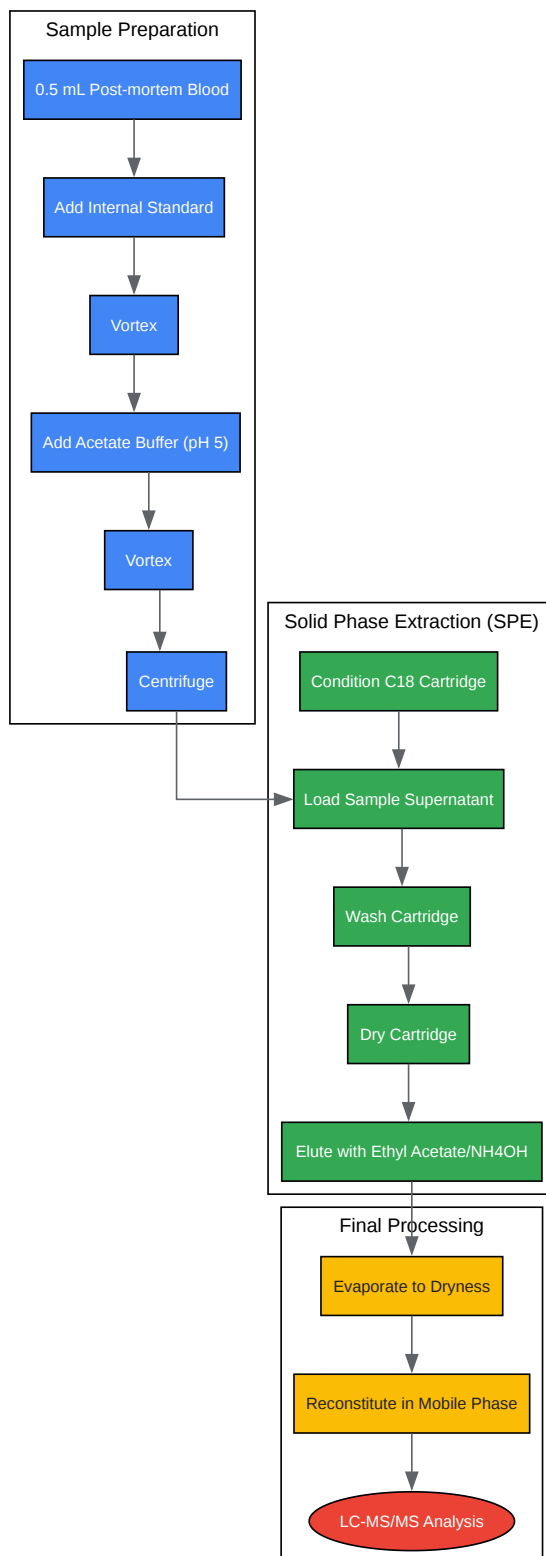 Sample Preparation
0.5 mL Post-mortem Blood
Add Internal Standard
Vortex
Add Acetate Buffer (pH 5)
Vortex
Centrifuge
Solid Phase Extraction (SPE)
Condition C18 Cartridge
Load Sample Supernatant
Wash Cartridge
Dry Cartridge
Elute with Ethyl Acetate/NH4OH
Final Processing
Evaporate to Dryness
Reconstitute in Mobile Phase
LC-MS/MS Analysis